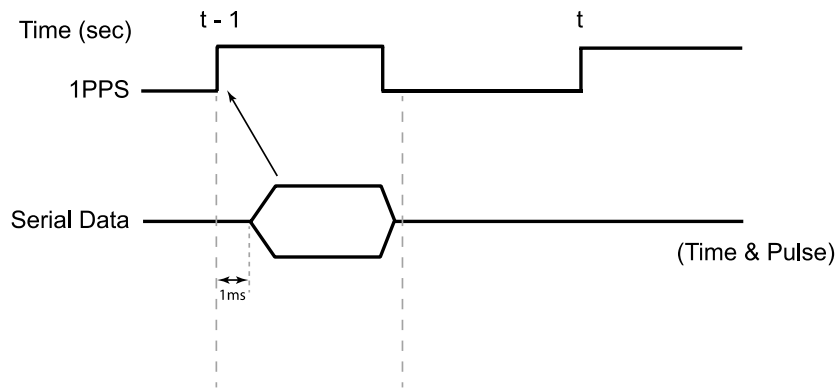 t - 1
t
Time (sec)
1PPS
Serial Data
(Time & Pulse)
1ms